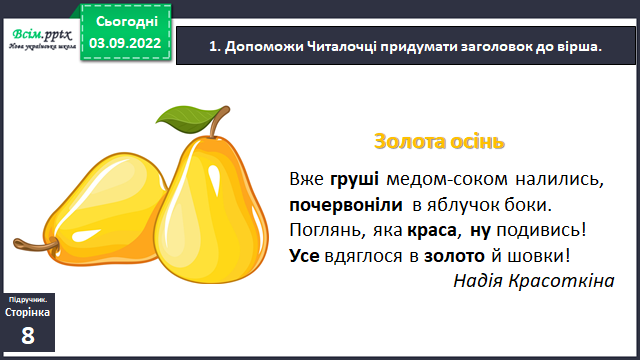 Всім.pptx
Нова українська школа
Сьогодні
03.09.2022
1. Допоможи Читалочці придумати заголовок до вірша.
Золота осінь
Вже груші медом-соком налились,
почервоніли в яблучок боки.
Поглянь, яка краса, ну подивись!
Усе вдяглося в золото й шовки!
Надія Красоткіна
Підручник.
Сторінка
8